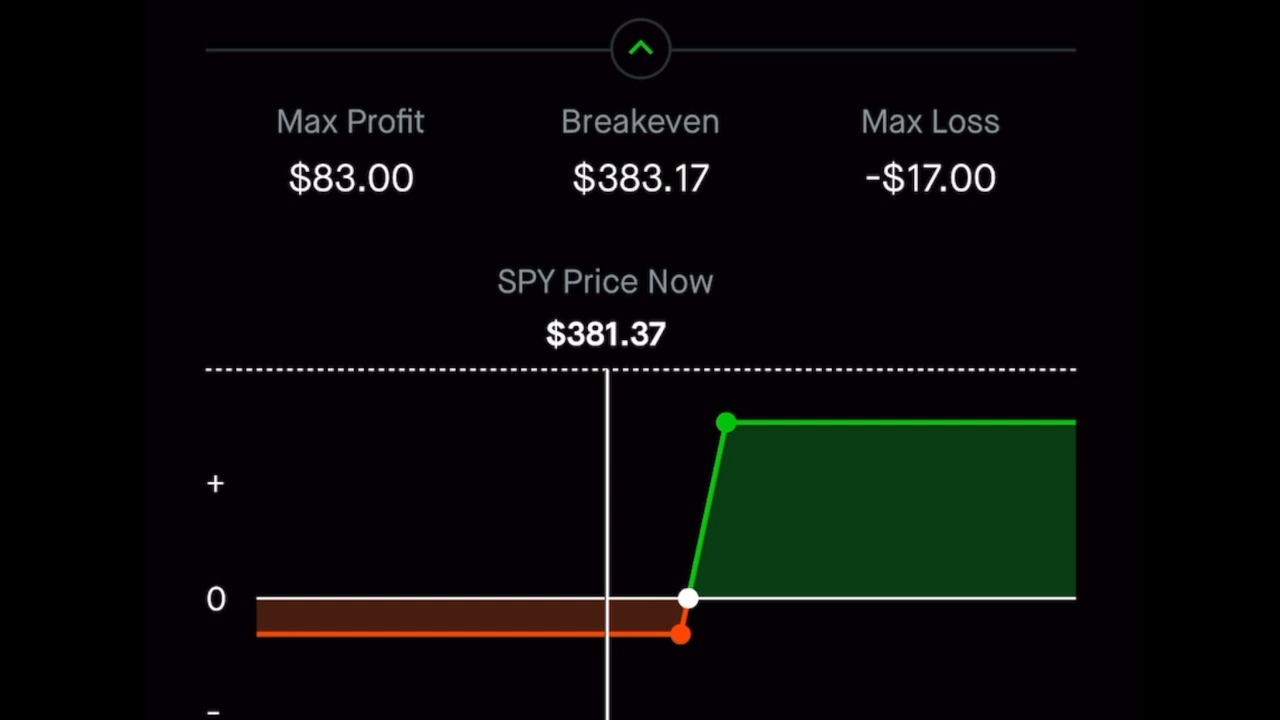 Max Profit Breakeven Max Loss
$83.00 $383.17 -$17.00
SPY Price Now
$381.37
+
0
-